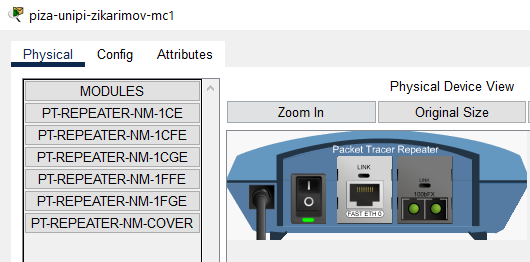 piza-unipi-zikarimov-mc1
Physical Config Attributes
MODULES
PT-REPEATER-NM-1CE
PT-REPEATER-NM-1CFE
PT-REPEATER-NM-1CGE
PT-REPEATER-NM-1FFE
PT-REPEATER-NM-1FGE
PT-REPEATER-NM-COVER
Physical Device View
Zoom In Original Size
Packet Tracer Repeater
LINK
FAST ETH 0
LINK
100bFX